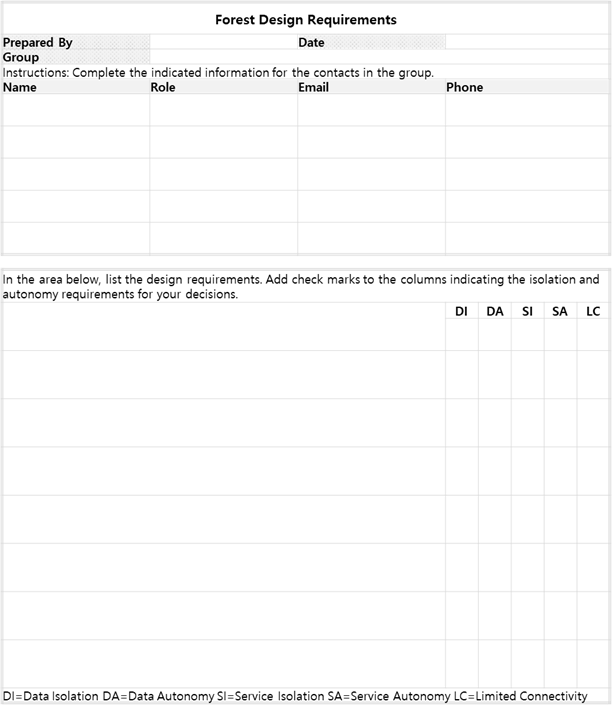 Forest Design Requirements
Prepared By Date
Group
Instructions: Complete the indicated information for the contacts in the group.
Name Role Email Phone
In the area below, list the design requirements. Add check marks to the columns indicating the isolation and
autonomy requirements for your decisions.
DI DA SI SA LC
DI=Data Isolation DA=Data Autonomy SI=Service Isolation SA=Service Autonomy LC=Limited Connectivity